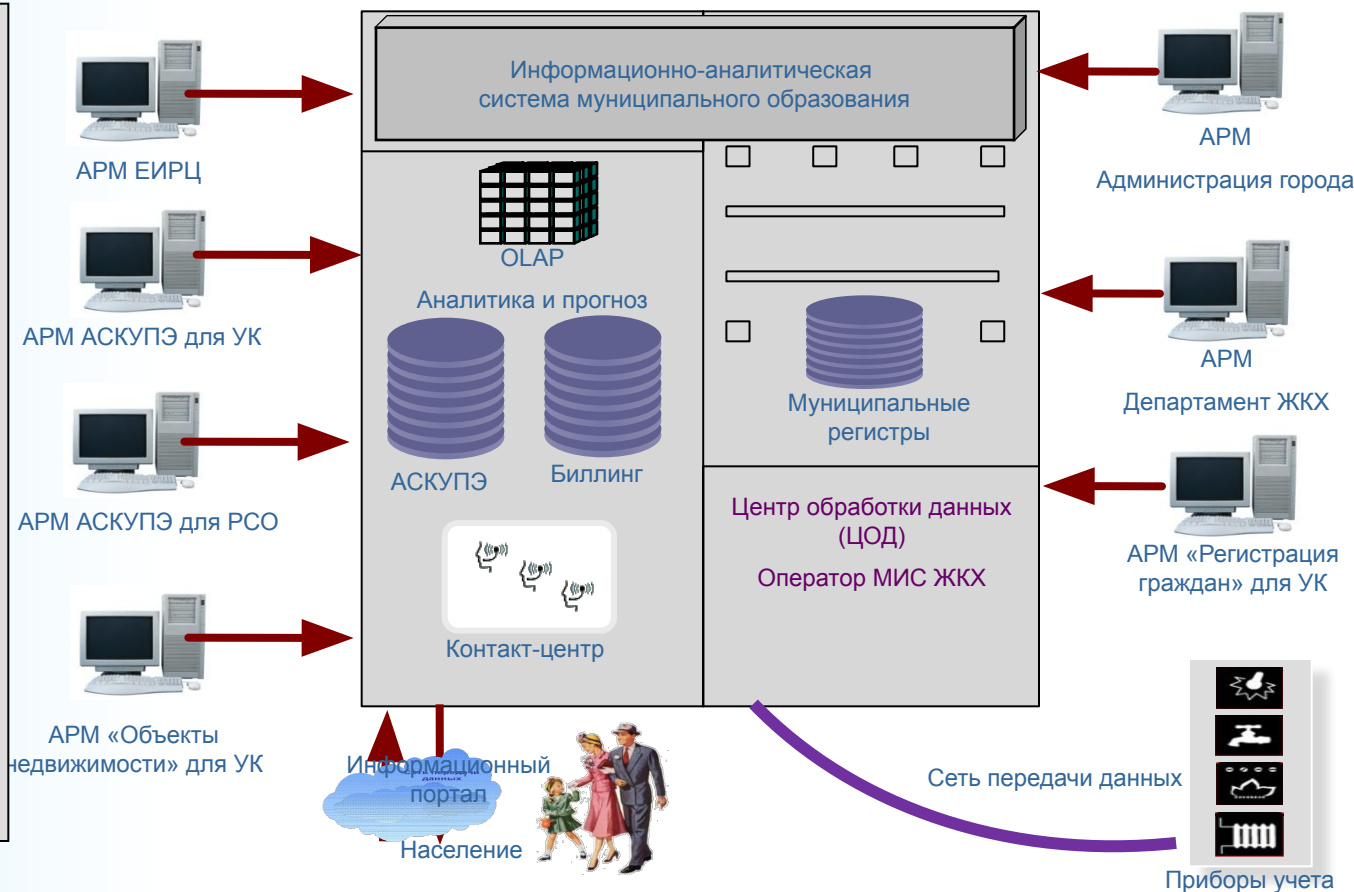 Информационно-аналитическая
система муниципального образования
АРМ ЕИРЦ
АРМ АСКУПЭ для УК
АРМ АСКУПЭ для РСО
АРМ «Объекты
недвижимости» для УК
OLAP
Аналитика и прогноз
АСКУПЭ
Биллинг
Контакт-центр
Муниципальные
регистры
Центр обработки данных
(ЦОД)
Оператор МИС ЖКХ
АРМ
Администрация города
АРМ
Департамент ЖКХ
АРМ «Регистрация
граждан» для УК
Информационный
портал
данных
Население
Сеть передачи данных
Приборы учета